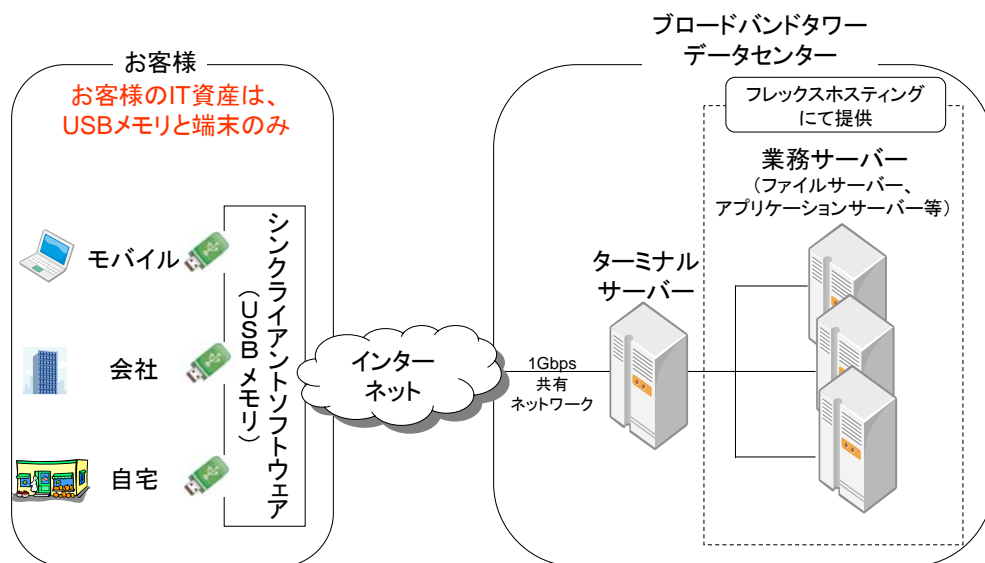 お客様
お客様のIT資産は、
USBメモリと端末のみ
モバイル
会社
自宅
シンクライアントソフトウェア
（USB メモリ）
インター
ネット
ブロードバンドタワー
データセンター
フレックスホスティング
にて提供
業務サーバー
（ファイルサーバー、
アプリケーションサーバー等）
ターミナル
サーバー
1Gbps
共有
ネットワーク